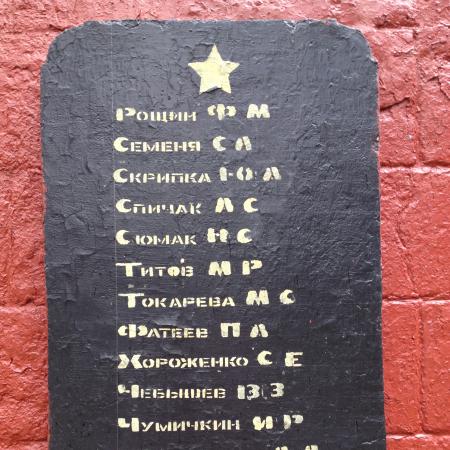 Рощин Ф М
Семеня С Л
Скрипка Ю Л
Спичак Л С
Сюмак Н С
Титов М Р
Токарева М С
Фатеев П Л
Хороженко С Е
Чебышев В З
Чумичкин И Р